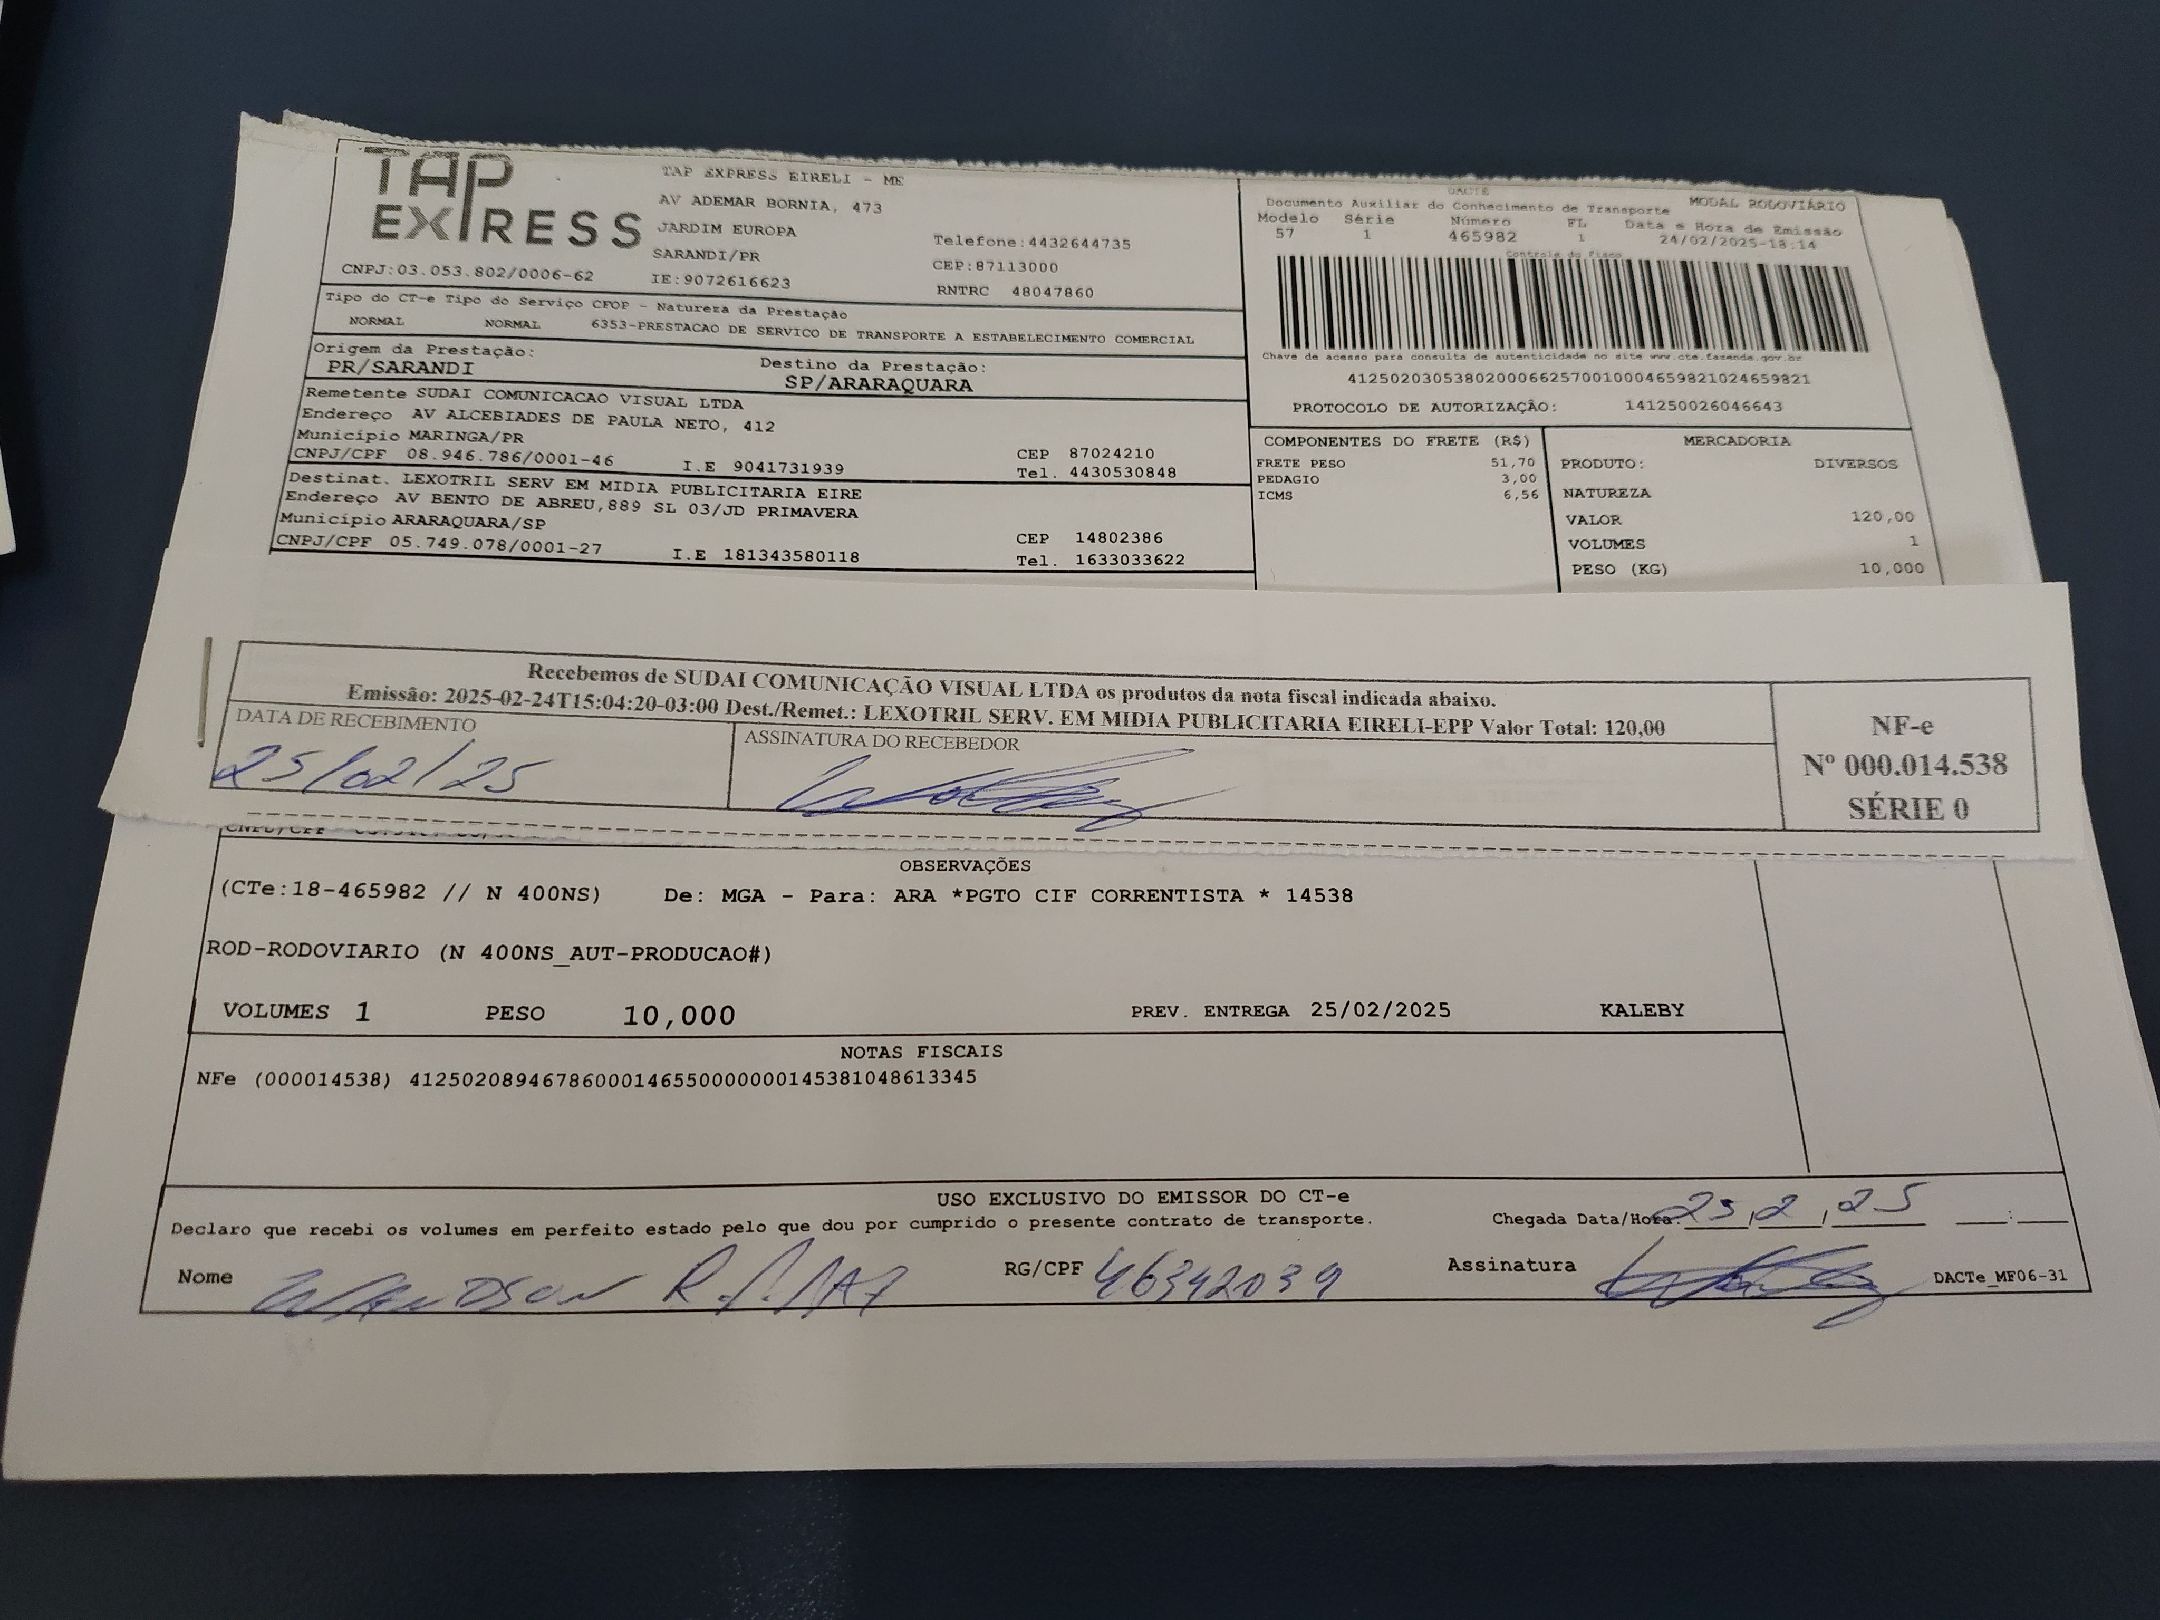 TAP EXPRESS
TAP EXPRESS EIRELI - ME
AV ADEMAR BORNIA, 473
JARDIM EUROPA
SARANDI/PR
IE:9072616623
Telefone:4432644735
CEP:87113000
RNTRC 48047860
CNPJ:03.053.802/0006-62
DACTE
Documento Auxiliar do Conhecimento de Transporte MODAL RODOVIÁRIO
Modelo Série Número FL Data e Hora de Emissão
57 1 465982 1 24/02/2025-18:14
Controle do Fisco
Chave de acesso para consulta de autenticidade no site www.cte.fazenda.gov.br
41250203053802000662570010004659821024659821
PROTOCOLO DE AUTORIZAÇÃO: 141250026046643
Tipo do CT-e Tipo do Serviço CFOP - Natureza da Prestação
NORMAL NORMAL 6353-PRESTACAO DE SERVICO DE TRANSPORTE A ESTABELECIMENTO COMERCIAL
Origem da Prestação: Destino da Prestação:
PR/SARANDI SP/ARARAQUARA
Remetente SUDAI COMUNICACAO VISUAL LTDA
Endereço AV ALCEBIADES DE PAULA NETO, 412
Município MARINGA/PR CEP 87024210
CNPJ/CPF 08.946.786/0001-46 I.E 9041731939 Tel. 4430530848
Destinat. LEXOTRIL SERV EM MIDIA PUBLICITARIA EIRE
Endereço AV BENTO DE ABREU,889 SL 03/JD PRIMAVERA
Município ARARAQUARA/SP CEP 14802386
CNPJ/CPF 05.749.078/0001-27 I.E 181343580118 Tel. 1633033622
COMPONENTES DO FRETE (R$)
FRETE PESO 51,70
PEDAGIO 3,00
ICMS 6,56
MERCADORIA
PRODUTO: DIVERSOS
NATUREZA
VALOR 120,00
VOLUMES 1
PESO (KG) 10,000
Recebemos de SUDAI COMUNICAÇÃO VISUAL LTDA os produtos da nota fiscal indicada abaixo.
Emissão: 2025-02-24T15:04:20-03:00 Dest./Remet.: LEXOTRIL SERV. EM MIDIA PUBLICITARIA EIRELI-EPP Valor Total: 120,00
DATA DE RECEBIMENTO
25/02/25
ASSINATURA DO RECEBEDOR
NF-e
Nº 000.014.538
SÉRIE 0
CNPJ/CPF
OBSERVAÇÕES
(CTe:18-465982 // N 400NS) De: MGA - Para: ARA *PGTO CIF CORRENTISTA * 14538
ROD-RODOVIARIO (N 400NS_AUT-PRODUCAO#)
VOLUMES 1 PESO 10,000 PREV. ENTREGA 25/02/2025 KALEBY
NOTAS FISCAIS
NFe (000014538) 41250208946786000146550000000145381048613345
USO EXCLUSIVO DO EMISSOR DO CT-e
Declaro que recebi os volumes em perfeito estado pelo que dou por cumprido o presente contrato de transporte. Chegada Data/Hora: 25,2,25 __:__
Nome WANDSON R. RG/CPF 46342039 Assinatura DACTe_MF06-31